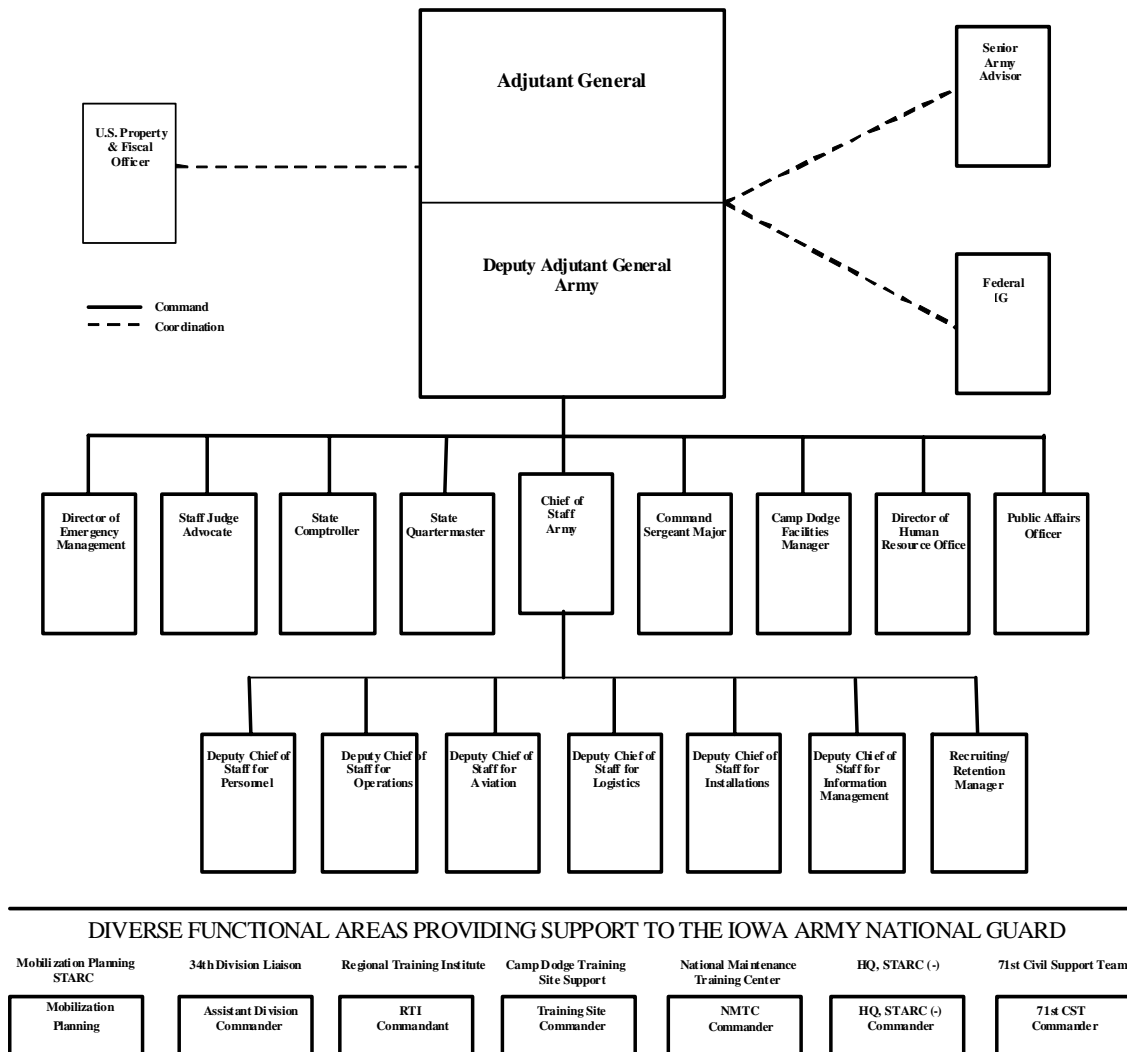 Adjutant General
Senior
Army
Advisor
U.S. Property
& Fiscal
Officer
Deputy Adjutant General
Army
Federal
IG
Command
Coordination
Director of
Emergency
Management
Staff Judge
Advocate
State
Comptroller
State
Quartermaster
Chief of
Staff
Army
Command
Sergeant Major
Camp Dodge
Facilities
Manager
Director of
Human
Resource Office
Public Affairs
Officer
Deputy Chief of
Staff for
Personnel
Deputy Chief of
Staff for
Operations
Deputy Chief of
Staff for
Aviation
Deputy Chief of
Staff for
Logistics
Deputy Chief of
Staff for
Installations
Deputy Chief of
Staff for
Information
Management
Recruiting/
Retention
Manager
DIVERSE FUNCTIONAL AREAS PROVIDING SUPPORT TO THE IOWA ARMY NATIONAL GUARD
Mobilization Planning
STARC
34th Division Liaison
Regional Training Institute
Camp Dodge Training
Site Support
National Maintenance
Training Center
HQ, STARC (-)
71st Civil Support Team
Mobilization
Planning
Assistant Division
Commander
RTI
Commandant
Training Site
Commander
NMTC
Commander
HQ, STARC (-)
Commander
71st CST
Commander